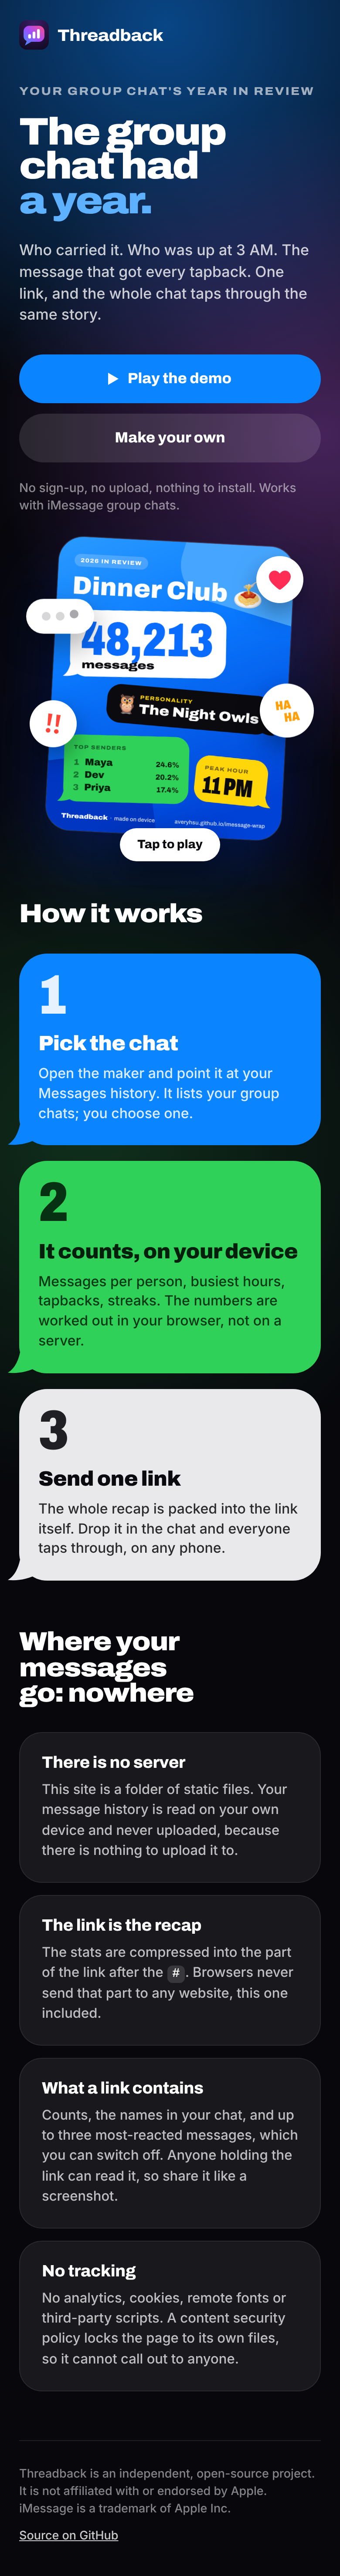 Threadback
YOUR GROUP CHAT'S YEAR IN REVIEW
The group
chat had
a year.
Who carried it. Who was up at 3 AM. The
message that got every tapback. One
link, and the whole chat taps through the
same story.
Play the demo
Make your own
No sign-up, no upload, nothing to install. Works
with iMessage group chats.
2026 IN REVIEW
Dinner Club 🍝
48,213
messages
PERSONALITY
The Night Owls
!!
HA
HA
TOP SENDERS
1 Maya 24.6%
2 Dev 20.2%
3 Priya 17.4%
PEAK HOUR
11 PM
Threadback · made on device
averyhsu.github.io/imessage-wrap
Tap to play
How it works
1
Pick the chat
Open the maker and point it at your
Messages history. It lists your group
chats; you choose one.
2
It counts, on your device
Messages per person, busiest hours,
tapbacks, streaks. The numbers are
worked out in your browser, not on a
server.
3
Send one link
The whole recap is packed into the link
itself. Drop it in the chat and everyone
taps through, on any phone.
Where your
messages
go: nowhere
There is no server
This site is a folder of static files. Your
message history is read on your own
device and never uploaded, because
there is nothing to upload it to.
The link is the recap
The stats are compressed into the part
of the link after the #. Browsers never
send that part to any website, this one
included.
What a link contains
Counts, the names in your chat, and up
to three most-reacted messages, which
you can switch off. Anyone holding the
link can read it, so share it like a
screenshot.
No tracking
No analytics, cookies, remote fonts or
third-party scripts. A content security
policy locks the page to its own files,
so it cannot call out to anyone.
Threadback is an independent, open-source project.
It is not affiliated with or endorsed by Apple.
iMessage is a trademark of Apple Inc.
Source on GitHub